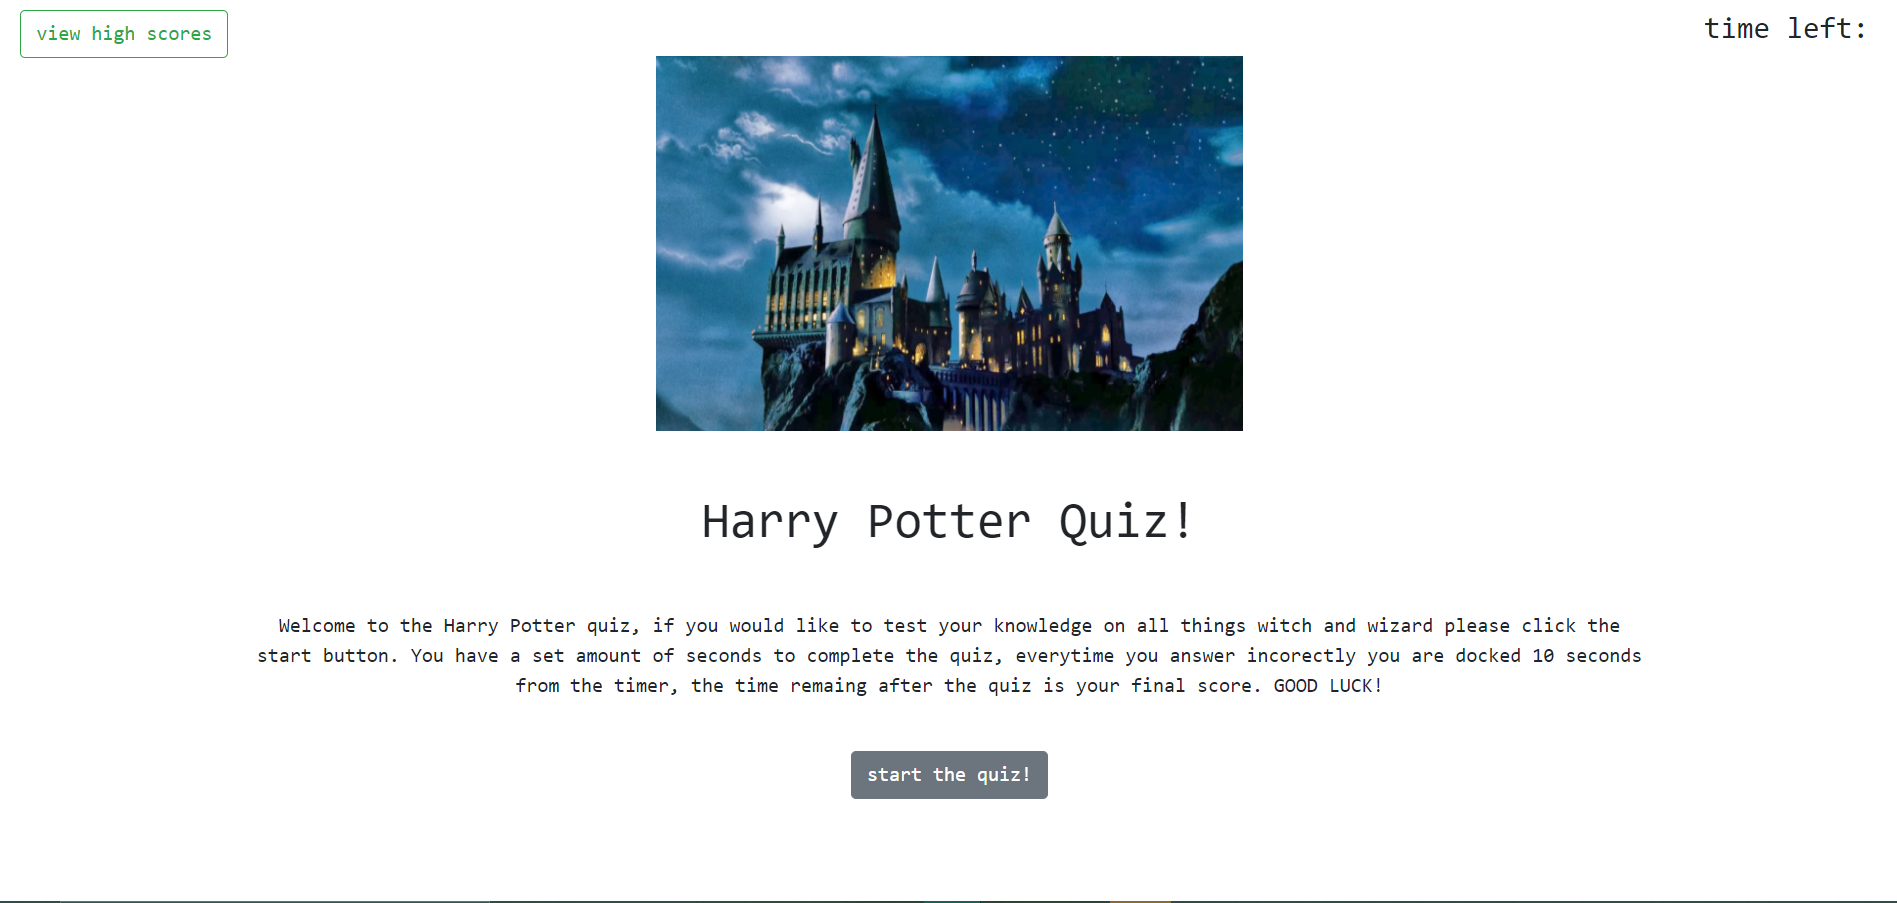 view high scores
time left:
Harry Potter Quiz!
Welcome to the Harry Potter quiz, if you would like to test your knowledge on all things witch and wizard please click the
start button. You have a set amount of seconds to complete the quiz, everytime you answer incorectly you are docked 10 seconds
from the timer, the time remaing after the quiz is your final score. GOOD LUCK!
start the quiz!